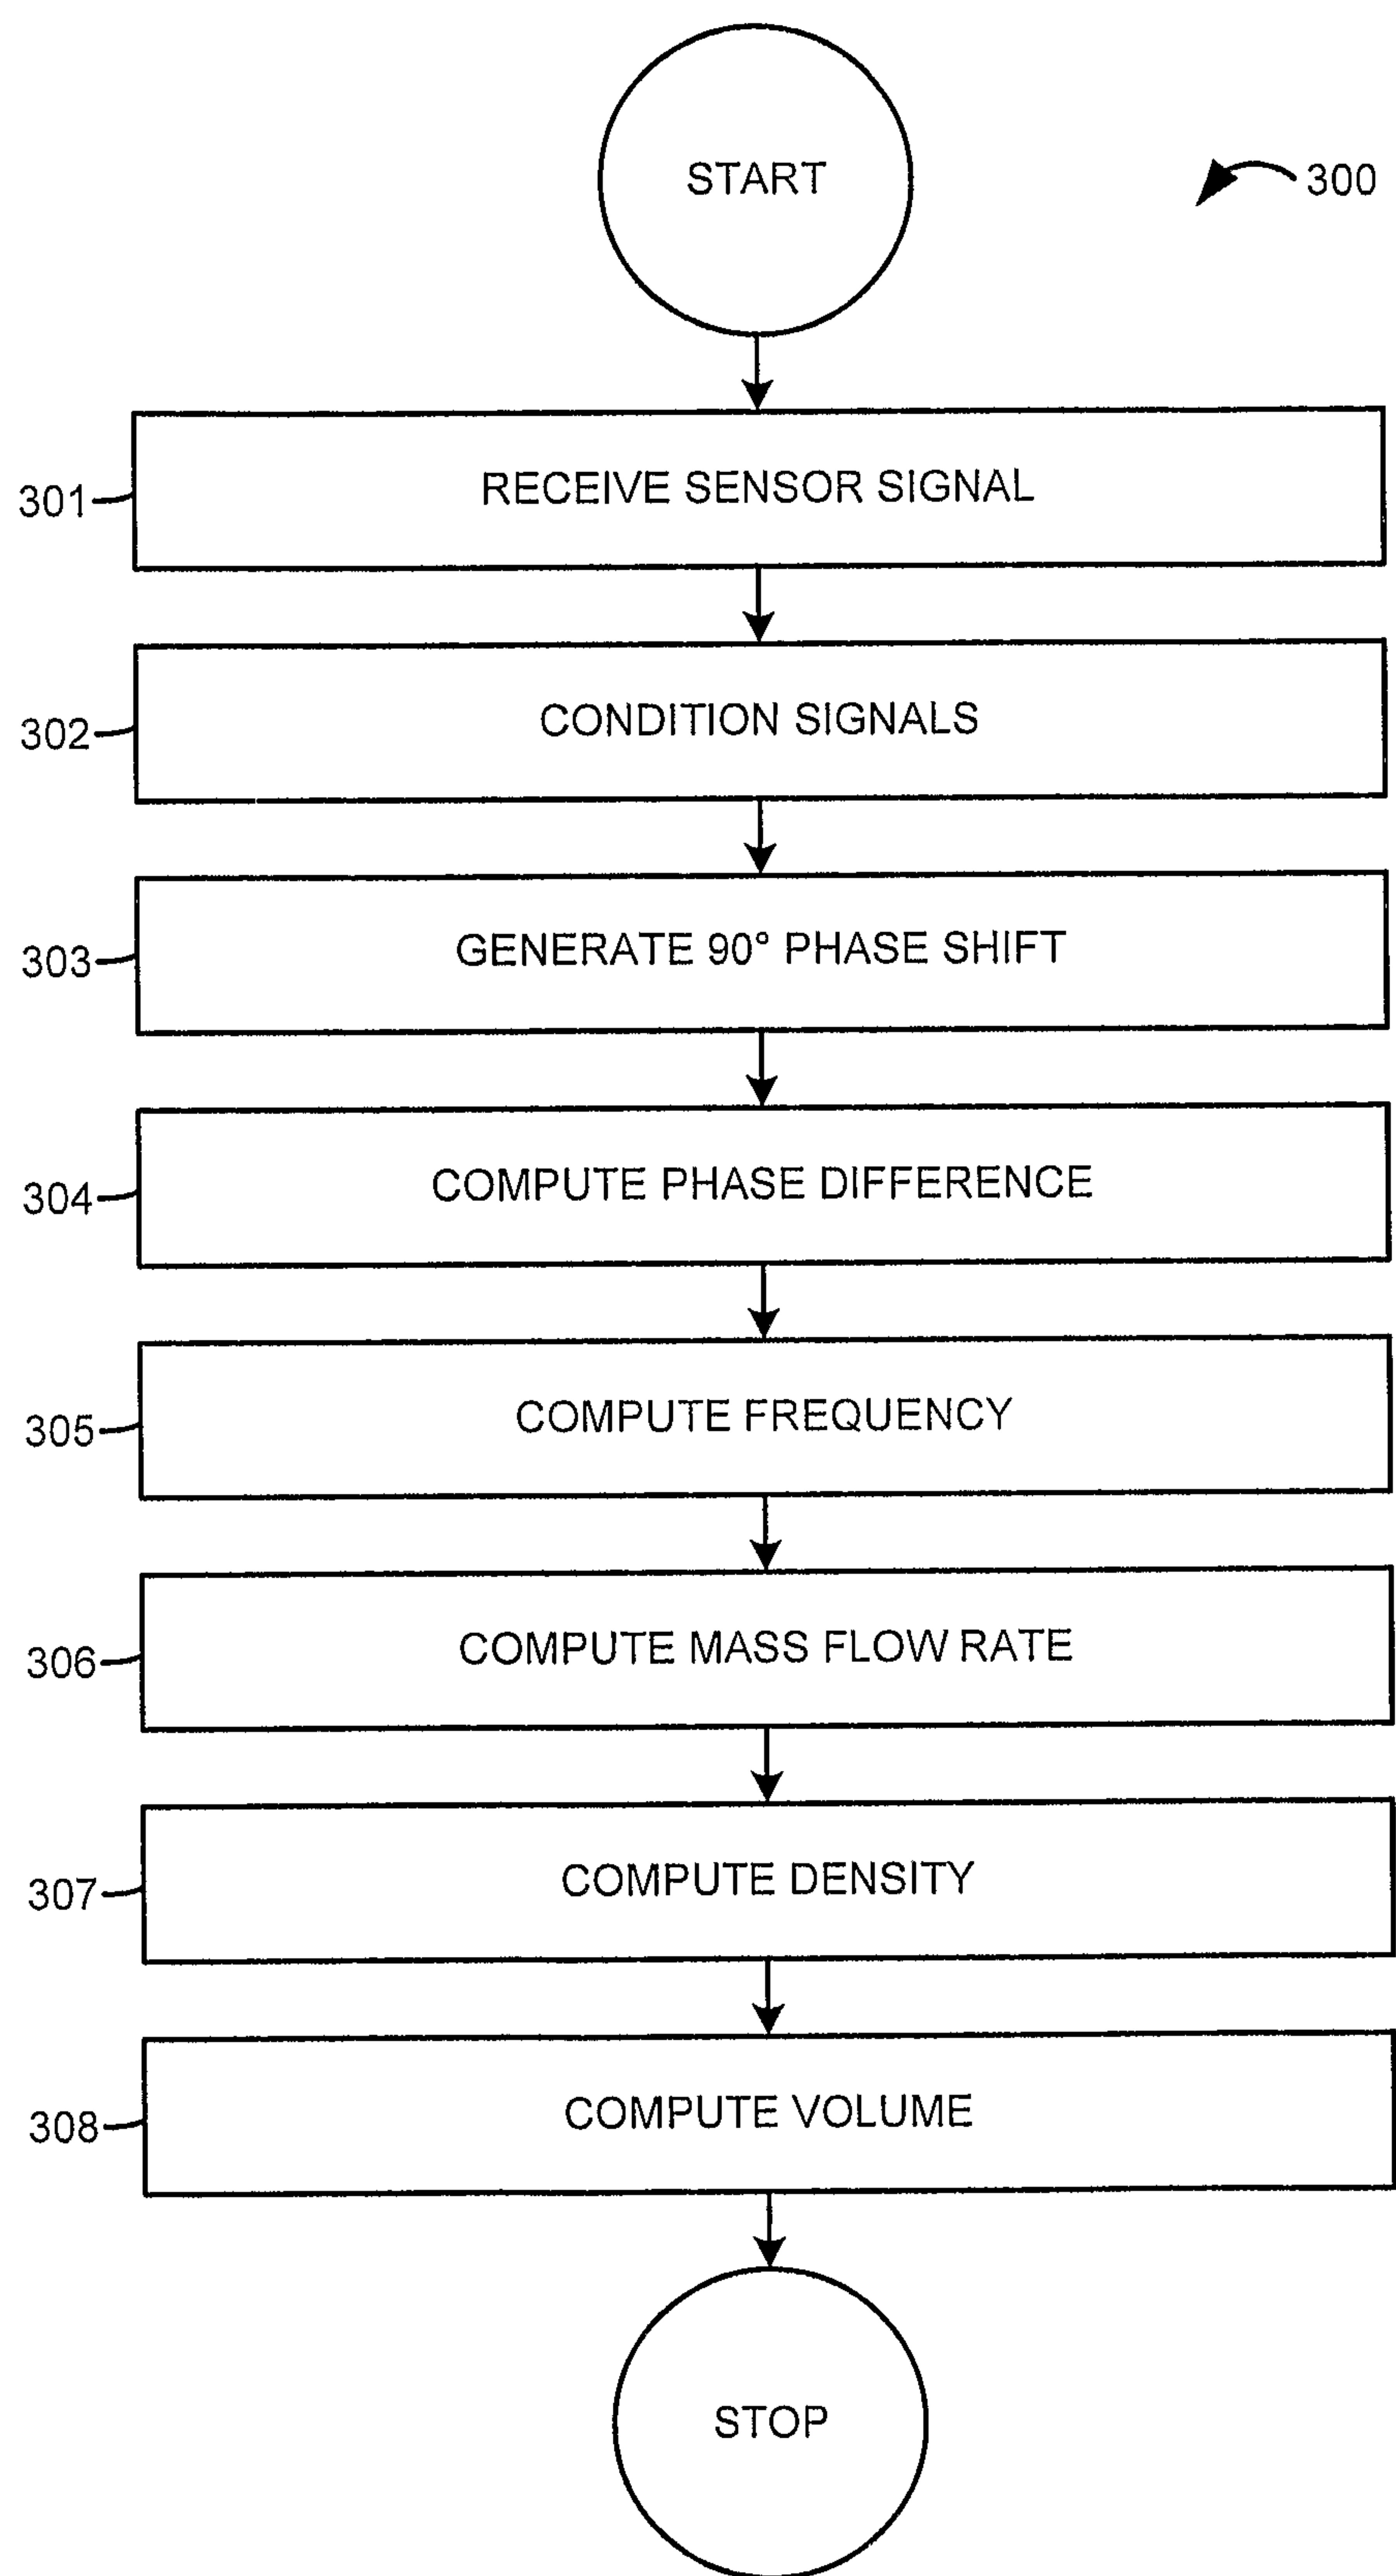 START
300
301
RECEIVE SENSOR SIGNAL
302
CONDITION SIGNALS
303
GENERATE 90° PHASE SHIFT
304
COMPUTE PHASE DIFFERENCE
305
COMPUTE FREQUENCY
306
COMPUTE MASS FLOW RATE
307
COMPUTE DENSITY
308
COMPUTE VOLUME
STOP